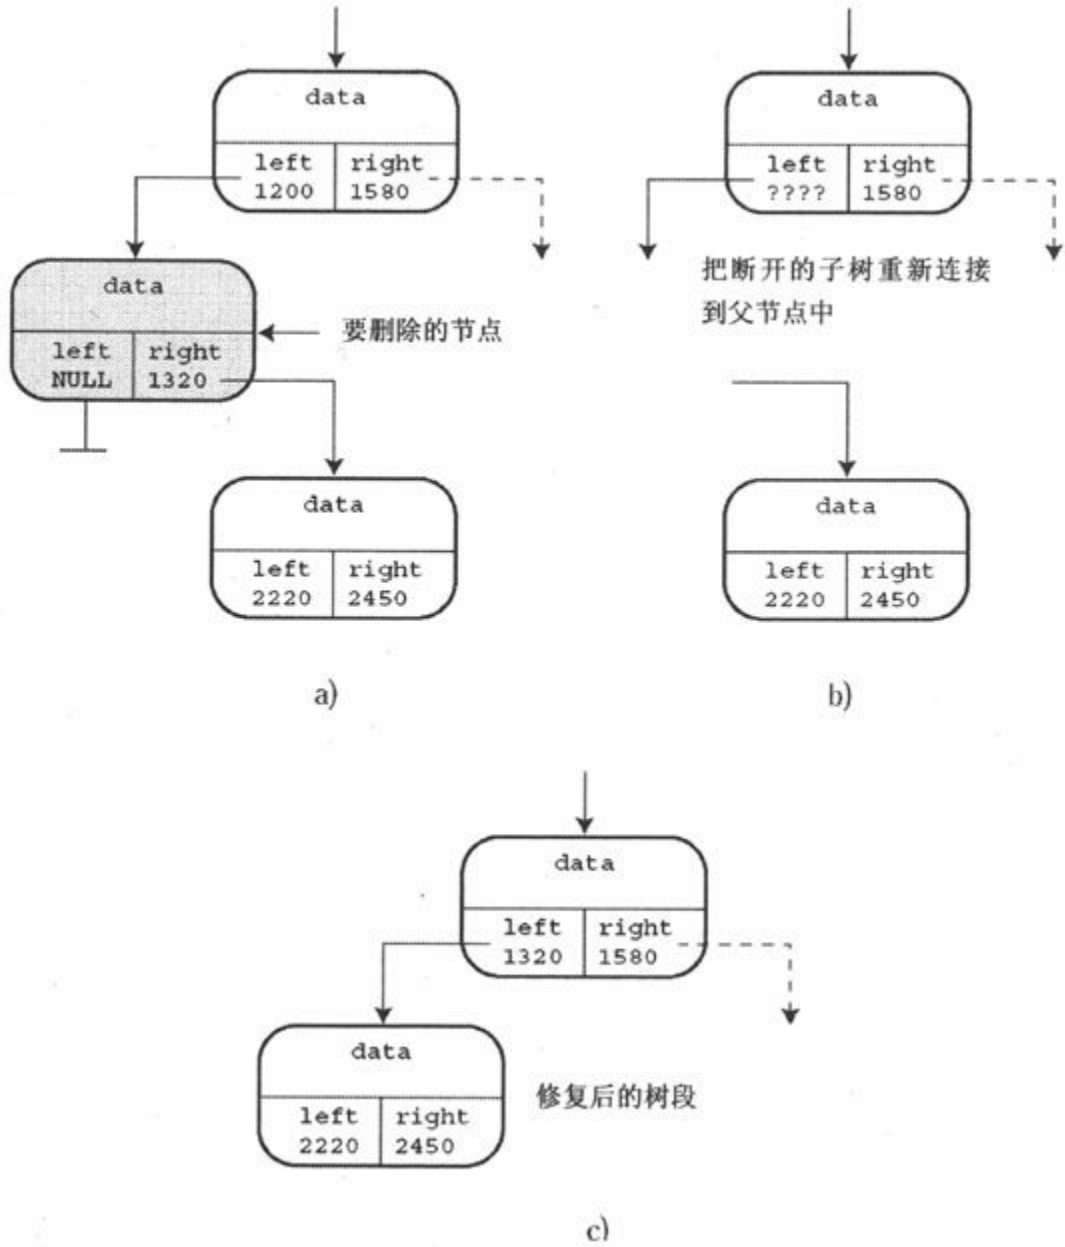 data
left right
1200 1580
data
left right
NULL 1320
要删除的节点
data
left right
2220 2450
a)
data
left right
???? 1580
把断开的子树重新连接
到父节点中
data
left right
2220 2450
b)
data
left right
1320 1580
data
left right
2220 2450
修复后的树段
c)